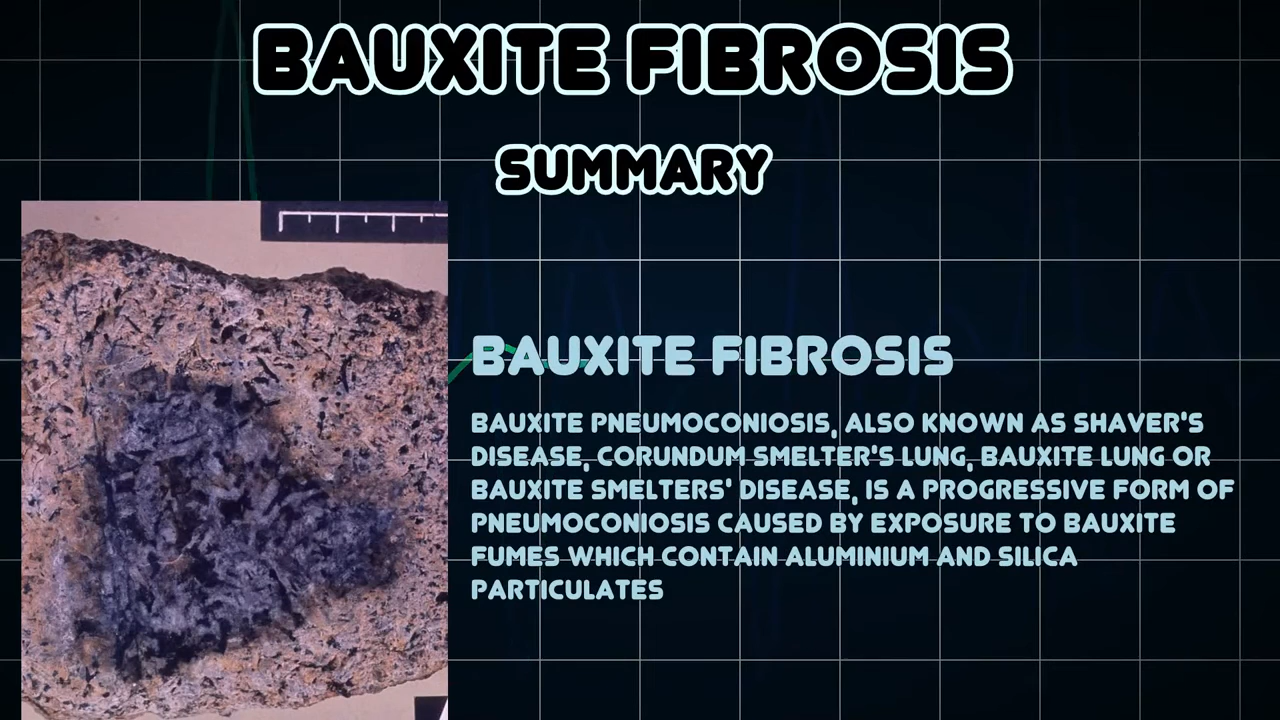 BAUXITE FIBROSIS
SUMMARY
BAUXITE FIBROSIS
BAUXITE PNEUMOCONIOSIS, ALSO KNOWN AS SHAVER'S
DISEASE, CORUNDUM SMELTER'S LUNG, BAUXITE LUNG OR
BAUXITE SMELTERS' DISEASE, IS A PROGRESSIVE FORM OF
PNEUMOCONIOSIS CAUSED BY EXPOSURE TO BAUXITE
FUMES WHICH CONTAIN ALUMINIUM AND SILICA
PARTICULATES